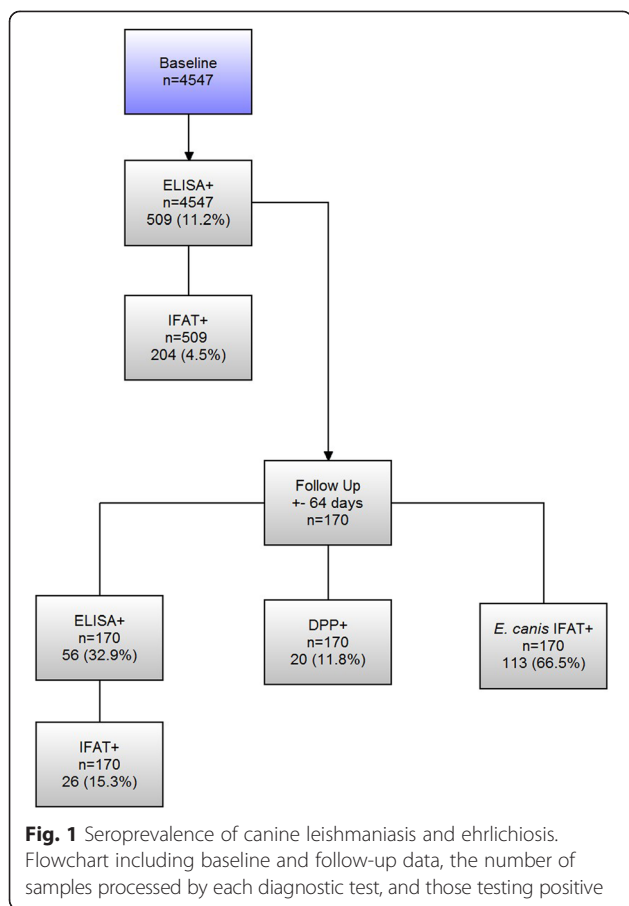 Baseline
n=4547
ELISA+
n=4547
509 (11.2%)
IFAT+
n=509
204 (4.5%)
Follow Up
+- 64 days
n=170
ELISA+
n=170
56 (32.9%)
DPP+
n=170
20 (11.8%)
E. canis IFAT+
n=170
113 (66.5%)
IFAT+
n=170
26 (15.3%)
Fig. 1 Seroprevalence of canine leishmaniasis and ehrlichiosis.
Flowchart including baseline and follow-up data, the number of
samples processed by each diagnostic test, and those testing positive